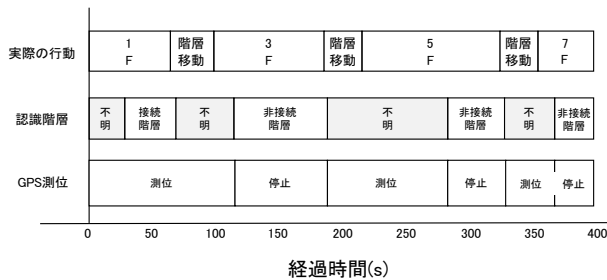 実際の行動
1
F
階層
移動
3
F
階層
移動
5
F
階層
移動
7
F
認識階層
不
明
接続
階層
不
明
非接続
階層
不
明
非接続
階層
不
明
非接続
階層
GPS測位
測位
停止
測位
停止
測位
停止
0 50 100 150 200 250 300 350 400
経過時間(s)